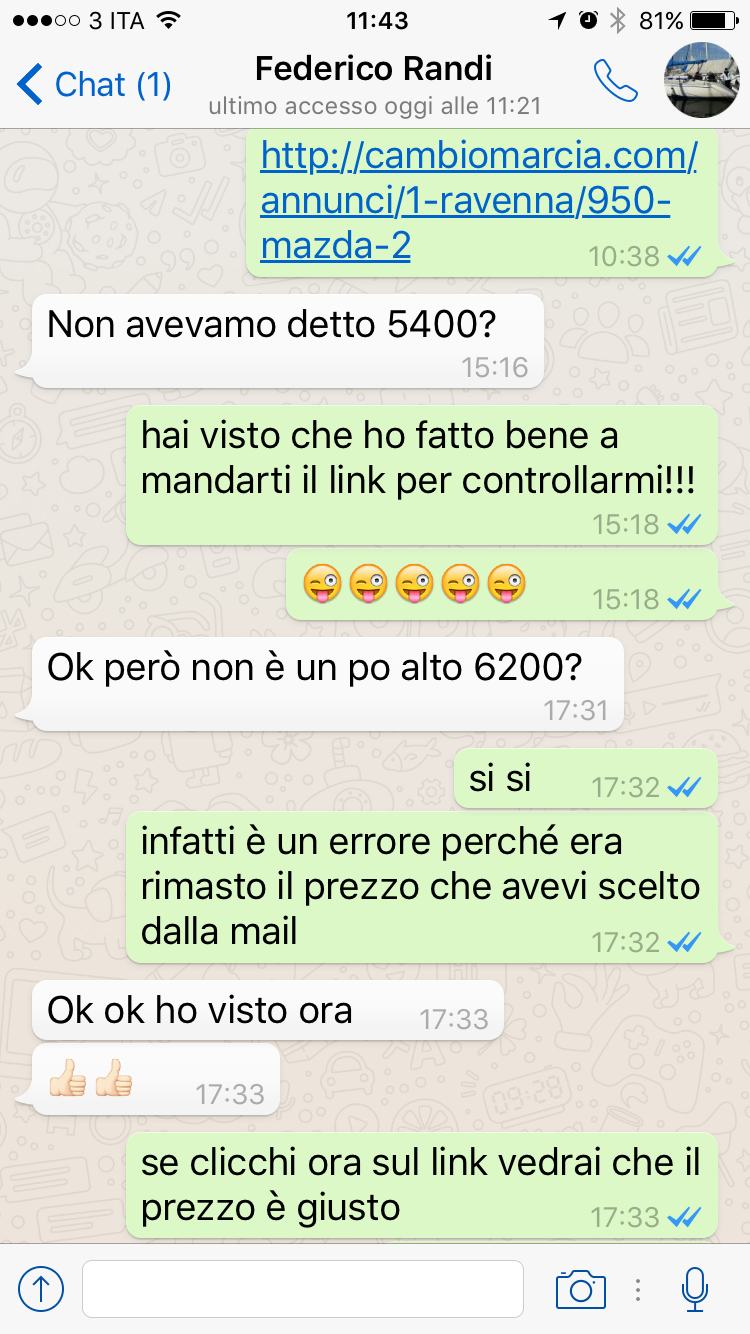 3 ITA 11:43 81%
Chat (1) Federico Randi
ultimo accesso oggi alle 11:21
http://cambiomarcia.com/
annunci/1-ravenna/950-
mazda-2 10:38
Non avevamo detto 5400?
15:16
hai visto che ho fatto bene a
mandarti il link per controllarmi!!!
15:18
😜😜😜😜😜 15:18
Ok però non è un po alto 6200?
17:31
si si 17:32
infatti è un errore perché era
rimasto il prezzo che avevi scelto
dalla mail 17:32
Ok ok ho visto ora 17:33
👍🏻👍🏻 17:33
se clicchi ora sul link vedrai che il
prezzo è giusto 17:33